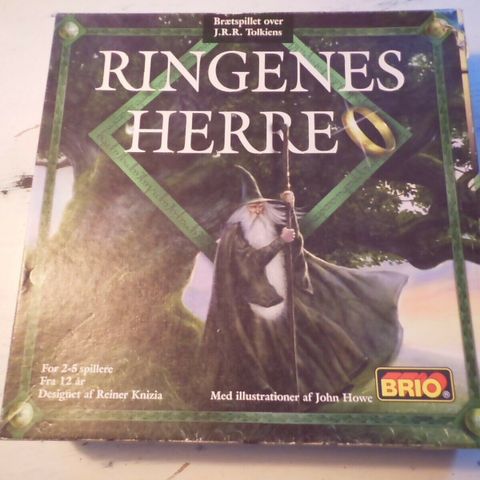 Brætspillet over
J.R.R. Tolkiens
RINGENES
HERRE
For 2-5 spillere
Fra 12 år
Designet af Reiner Knizia
Med illustrationer af John Howe
BRIO®